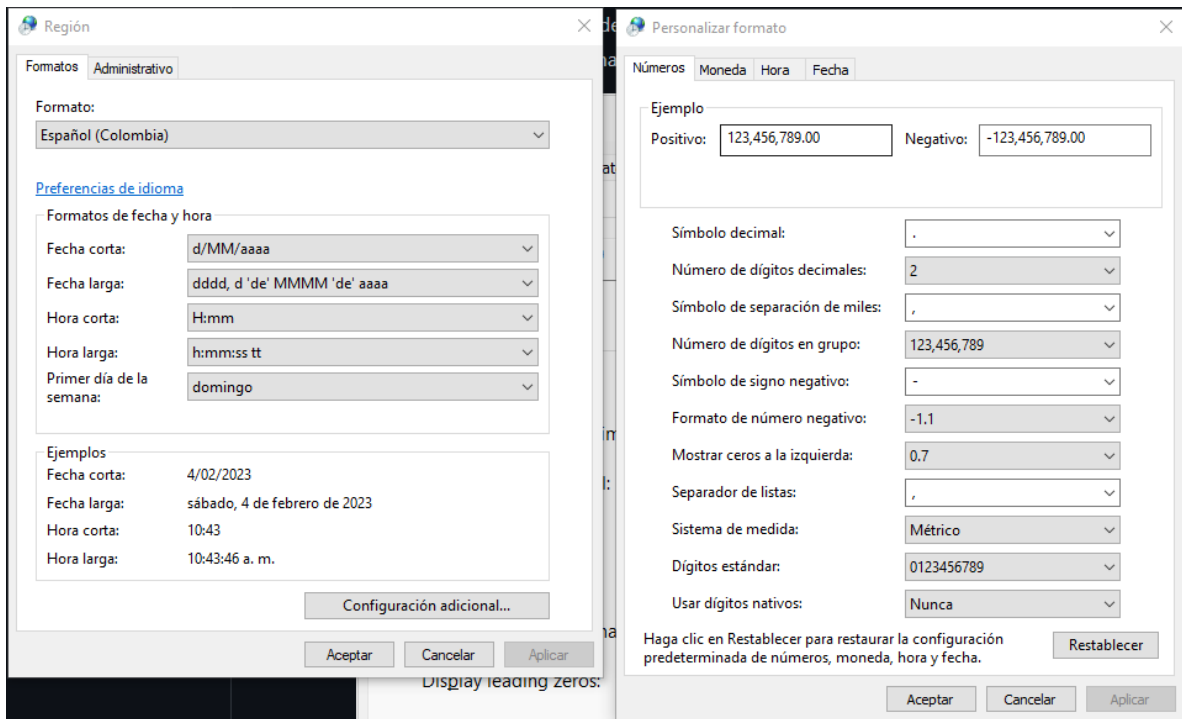 Región
Formatos Administrativo
Formato:
Español (Colombia)
Preferencias de idioma
Formatos de fecha y hora
Fecha corta: d/MM/aaaa
Fecha larga: dddd, d 'de' MMMM 'de' aaaa
Hora corta: H:mm
Hora larga: h:mm:ss tt
Primer día de la
semana: domingo
Ejemplos
Fecha corta: 4/02/2023
Fecha larga: sábado, 4 de febrero de 2023
Hora corta: 10:43
Hora larga: 10:43:46 a. m.
Configuración adicional...
Aceptar Cancelar Aplicar
Personalizar formato
Números Moneda Hora Fecha
Ejemplo
Positivo: 123,456,789.00 Negativo: -123,456,789.00
Símbolo decimal: .
Número de dígitos decimales: 2
Símbolo de separación de miles: ,
Número de dígitos en grupo: 123,456,789
Símbolo de signo negativo: -
Formato de número negativo: -1.1
Mostrar ceros a la izquierda: 0.7
Separador de listas: ,
Sistema de medida: Métrico
Dígitos estándar: 0123456789
Usar dígitos nativos: Nunca
Haga clic en Restablecer para restaurar la configuración
predeterminada de números, moneda, hora y fecha.
Restablecer
Aceptar Cancelar Aplicar
Display leading zeros: